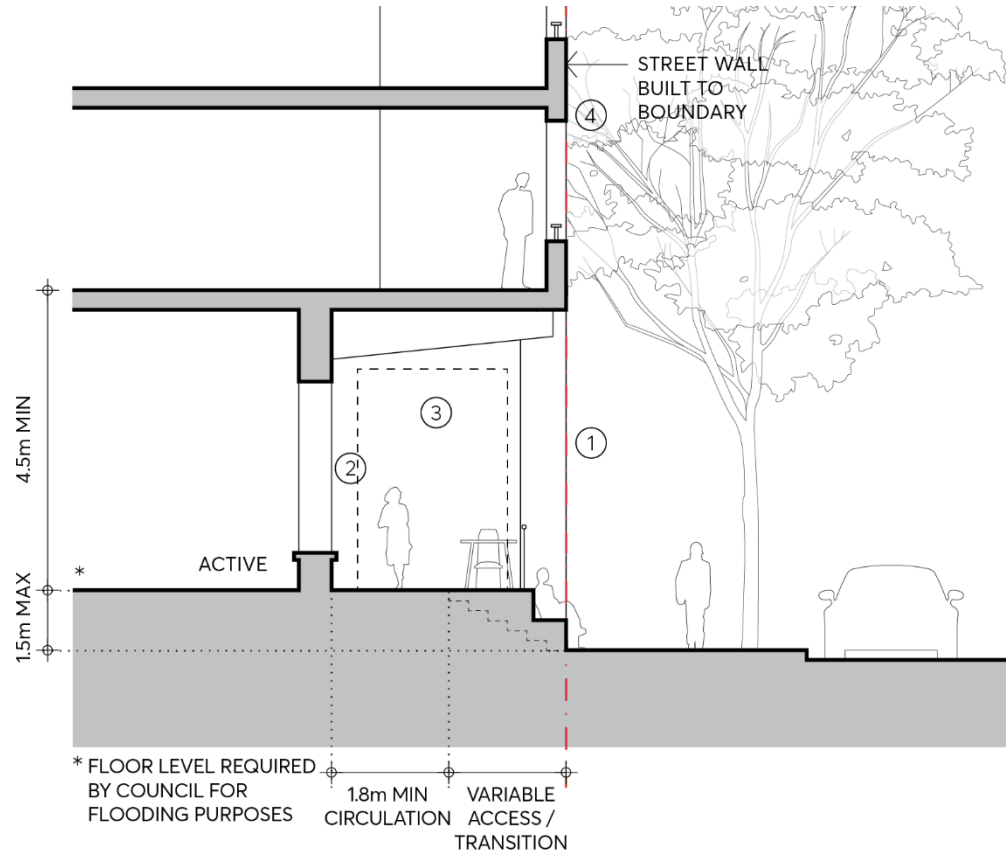 STREET WALL
BUILT TO
BOUNDARY
4
3
1
2
4.5m MIN
ACTIVE
*
1.5m MAX
* FLOOR LEVEL REQUIRED
BY COUNCIL FOR
FLOODING PURPOSES
1.8m MIN
CIRCULATION
VARIABLE
ACCESS /
TRANSITION